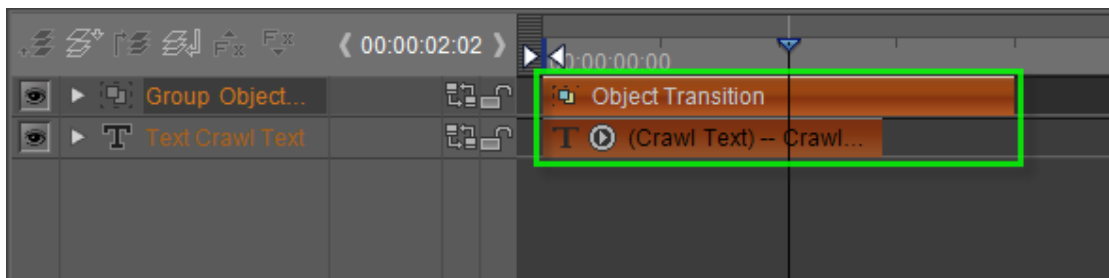 00:00:02:02
00:00:00:00
Group Object... Object Transition
Text Crawl Text (Crawl Text) -- Crawl...